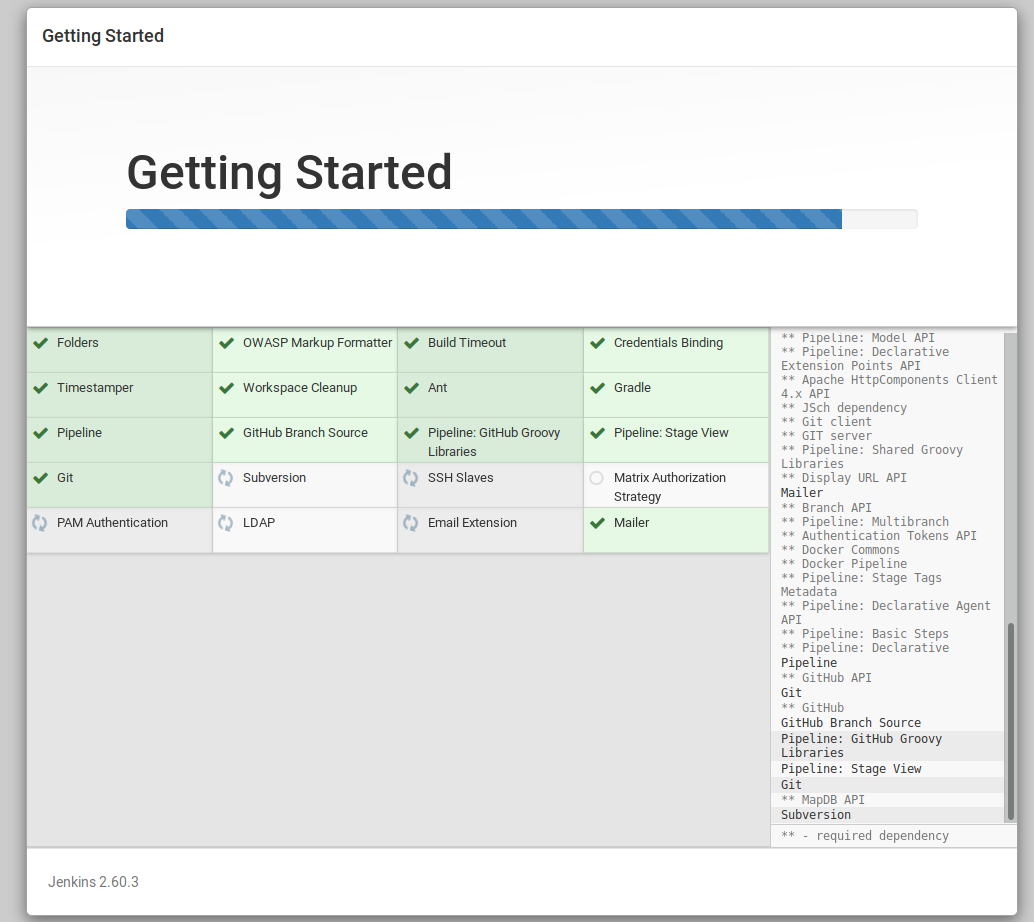 Getting Started
Getting Started
Folders
OWASP Markup Formatter
Build Timeout
Credentials Binding
Timestamper
Workspace Cleanup
Ant
Gradle
Pipeline
GitHub Branch Source
Pipeline: GitHub Groovy
Libraries
Pipeline: Stage View
Git
Subversion
SSH Slaves
Matrix Authorization
Strategy
PAM Authentication
LDAP
Email Extension
Mailer
** Pipeline: Model API
** Pipeline: Declarative
Extension Points API
** Apache HttpComponents Client
4.x API
** JSch dependency
** Git client
** GIT server
** Pipeline: Shared Groovy
Libraries
** Display URL API
Mailer
** Branch API
** Pipeline: Multibranch
** Authentication Tokens API
** Docker Commons
** Docker Pipeline
** Pipeline: Stage Tags
Metadata
** Pipeline: Declarative Agent
API
** Pipeline: Basic Steps
** Pipeline: Declarative
Pipeline
** GitHub API
Git
** GitHub
GitHub Branch Source
Pipeline: GitHub Groovy
Libraries
Pipeline: Stage View
Git
** MapDB API
Subversion
** - required dependency
Jenkins 2.60.3